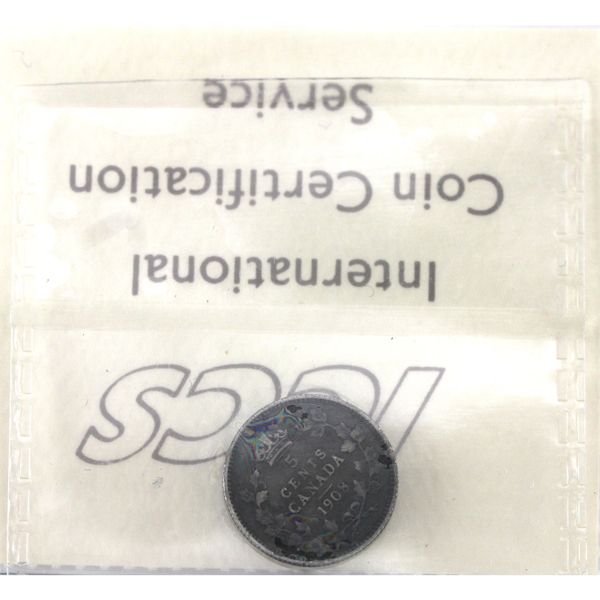 ICCS
International
Coin Certification
Service
5
CENTS
CANADA
1908